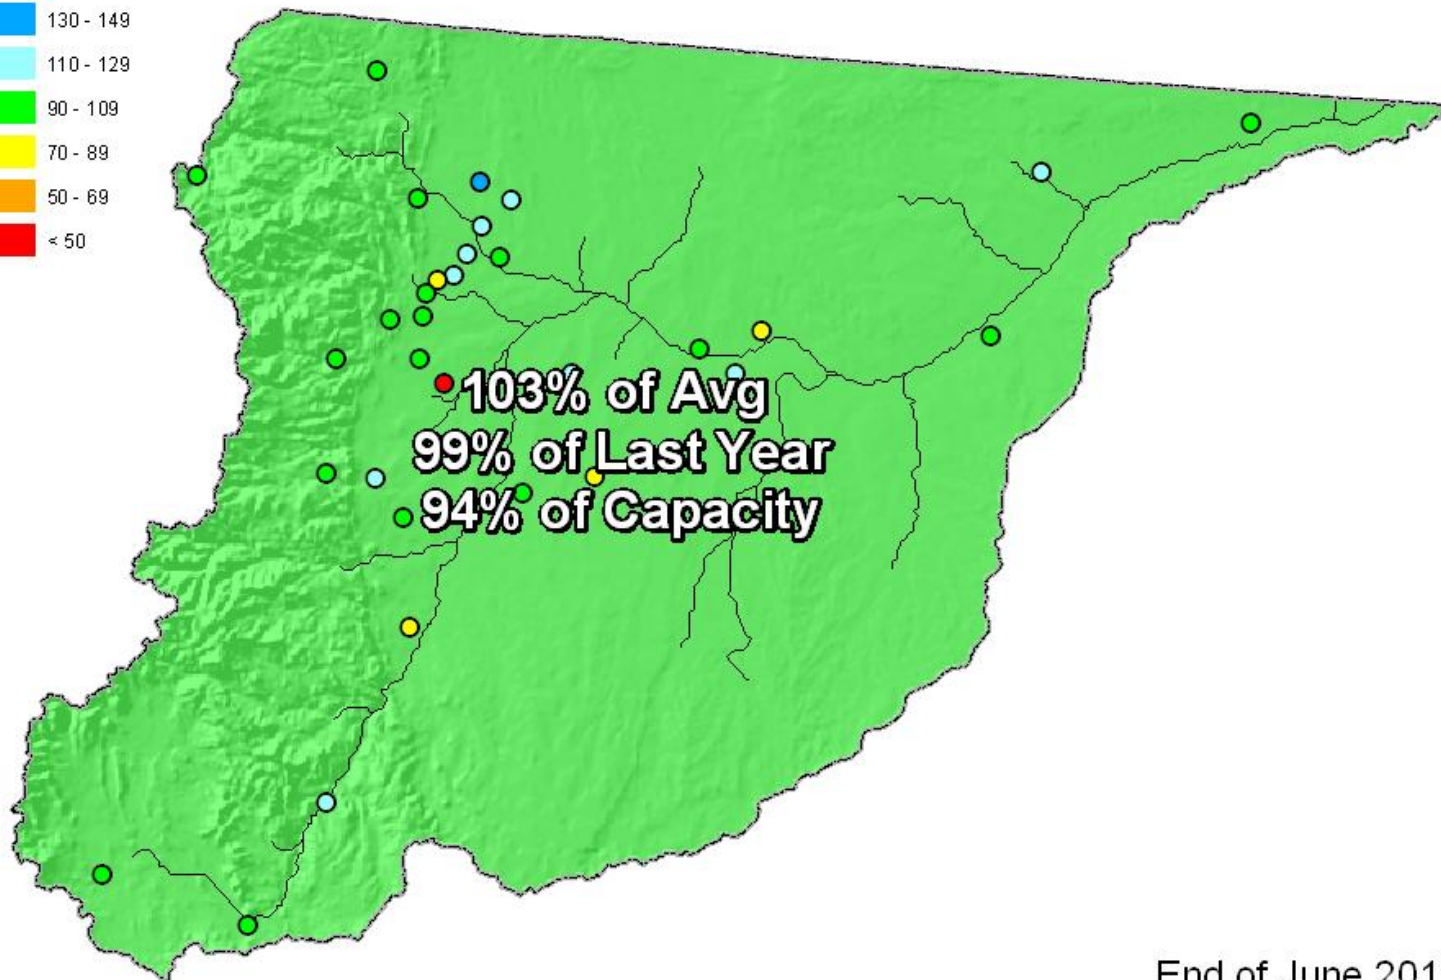 130 - 149
110 - 129
90 - 109
70 - 89
50 - 69
< 50
103% of Avg
99% of Last Year
94% of Capacity
End of June